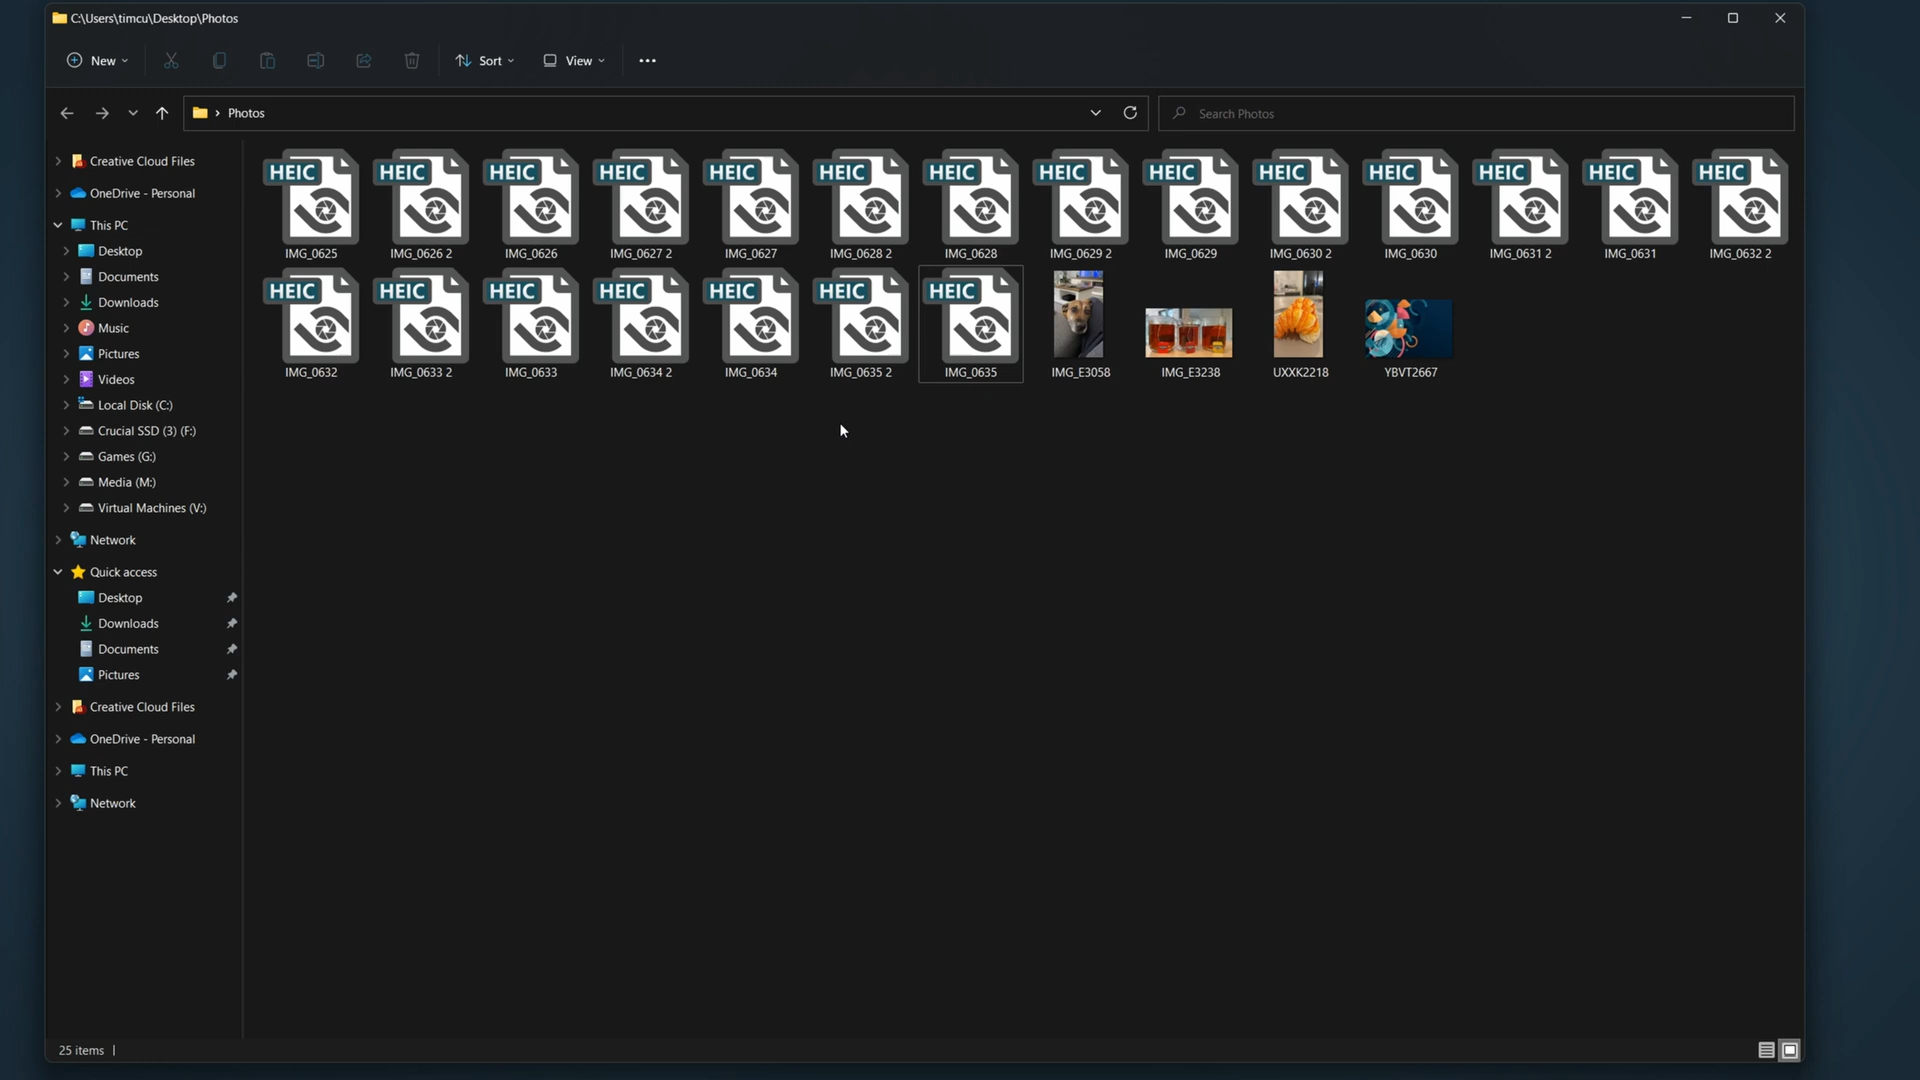 C:\Users\timcu\Desktop\Photos
New Sort View
Photos
Search Photos
Creative Cloud Files
OneDrive - Personal
This PC
Desktop
Documents
Downloads
Music
Pictures
Videos
Local Disk (C:)
Crucial SSD (3) (F:)
Games (G:)
Media (M:)
Virtual Machines (V:)
Network
Quick access
Desktop
Downloads
Documents
Pictures
Creative Cloud Files
OneDrive - Personal
This PC
Network
HEIC HEIC HEIC HEIC HEIC HEIC HEIC HEIC HEIC HEIC HEIC HEIC HEIC HEIC
IMG_0625 IMG_0626 2 IMG_0626 IMG_0627 2 IMG_0627 IMG_0628 2 IMG_0628 IMG_0629 2 IMG_0629 IMG_0630 2 IMG_0630 IMG_0631 2 IMG_0631 IMG_0632 2
HEIC HEIC HEIC HEIC HEIC HEIC HEIC
IMG_0632 IMG_0633 2 IMG_0633 IMG_0634 2 IMG_0634 IMG_0635 2 IMG_0635 IMG_E3058 IMG_E3238 UXXK2218 YBVT2667
25 items